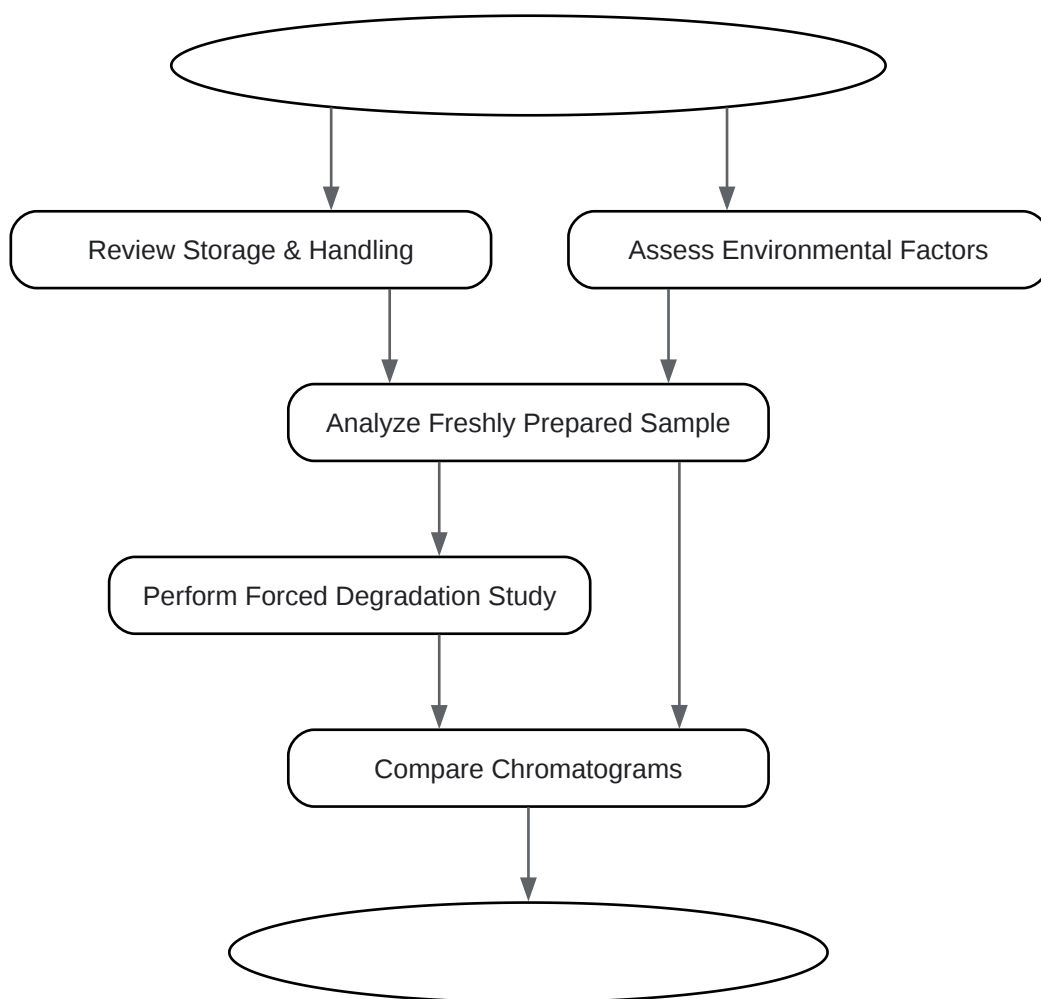 Review Storage & Handling
Assess Environmental Factors
Analyze Freshly Prepared Sample
Perform Forced Degradation Study
Compare Chromatograms